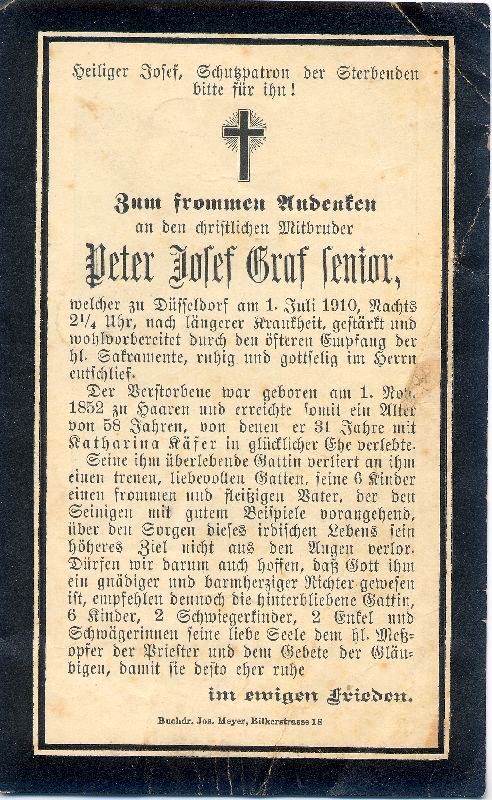 Heiliger Josef, Schutzpatron der Sterbenden
bitte für ihn!
Zum frommen Andenken
an den christlichen Mitbruder
Peter Josef Graf senior,
welcher zu Düsseldorf am 1. Juli 1910, Nachts
2¼ Uhr, nach längerer Krankheit, gestärkt und
wohlvorbereitet durch den öfteren Empfang der
hl. Sakramente, ruhig und gottselig im Herrn
entschlief.
Der Verstorbene war geboren am 1. Nov.
1852 zu Haaren und erreichte somit ein Alter
von 58 Jahren, von denen er 31 Jahre mit
Katharina Käfer in glücklicher Ehe verlebte.
Seine ihm überlebende Gattin verliert an ihm
einen treuen, liebevollen Gatten, seine 6 Kinder
einen frommen und fleißigen Vater, der den
Seinigen mit gutem Beispiele vorangehend,
über den Sorgen dieses irdischen Lebens sein
höheres Ziel nicht aus den Augen verlor.
Dürfen wir darum auch hoffen, daß Gott ihm
ein gnädiger und barmherziger Richter gewesen
ist, empfehlen dennoch die hinterbliebene Gattin,
6 Kinder, 2 Schwiegerkinder, 2 Enkel und
Schwägerinnen seine liebe Seele dem hl. Meß-
opfer der Priester und dem Gebete der Gläu-
bigen, damit sie desto eher ruhe
im ewigen Frieden.
Buchdr. Jos. Meyer, Bilkerstrasse 18